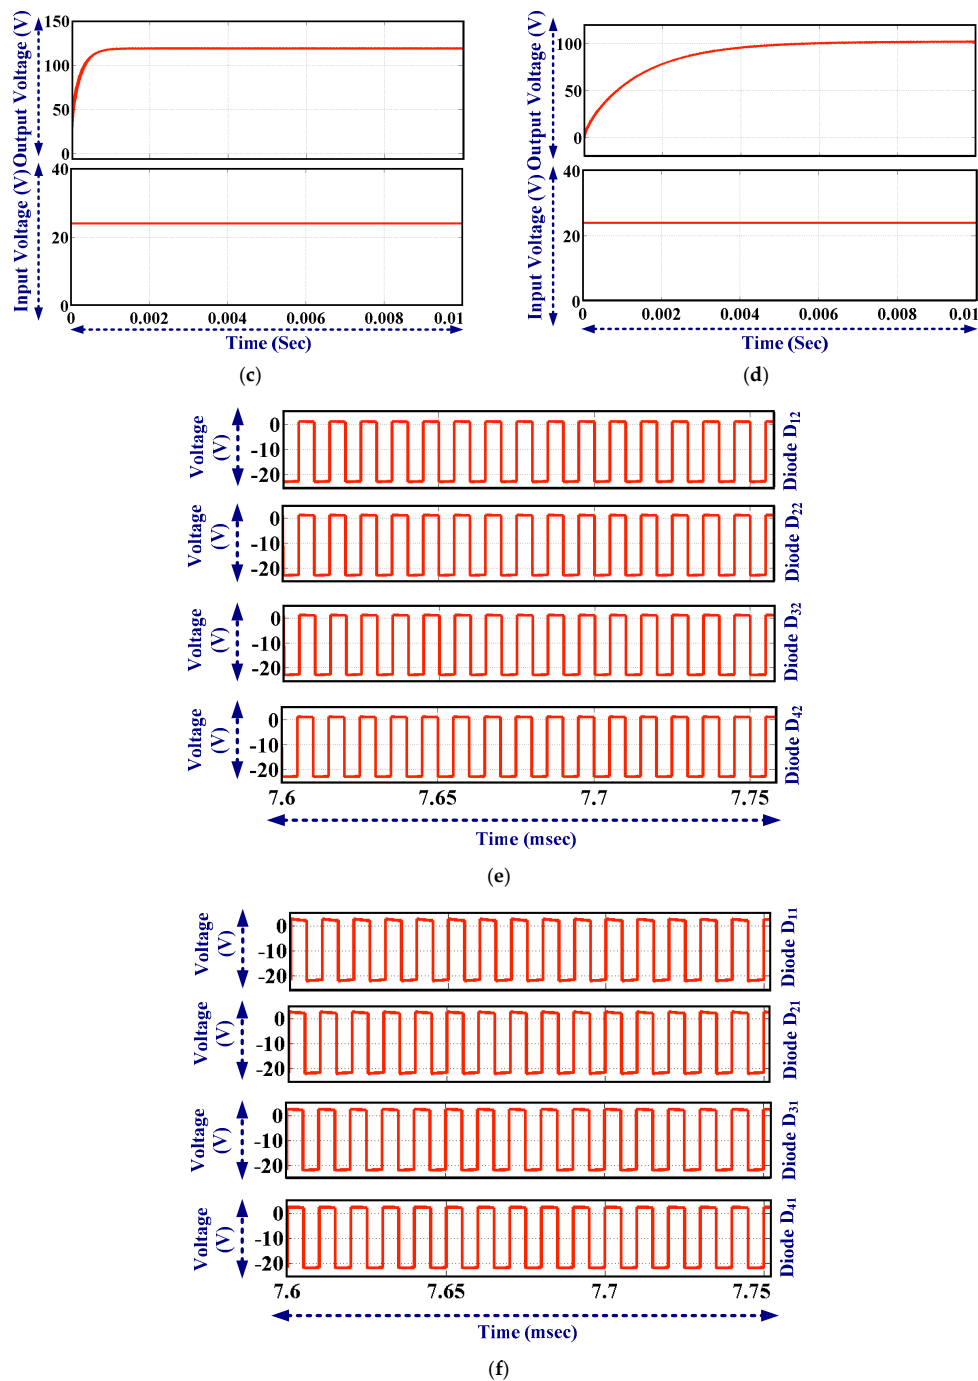 Output Voltage (V)
150
100
50
0
Input Voltage (V)
40
20
0
0 0.002 0.004 0.006 0.008 0.01
Time (Sec)
(c)
Output Voltage (V)
100
50
0
Input Voltage (V)
40
20
0
0 0.002 0.004 0.006 0.008 0.01
Time (Sec)
(d)
Voltage
(V)
0
-10
-20
Diode D12
Voltage
(V)
0
-10
-20
Diode D22
Voltage
(V)
0
-10
-20
Diode D32
Voltage
(V)
0
-10
-20
Diode D42
7.6 7.65 7.7 7.75
Time (msec)
(e)
Voltage
(V)
0
-10
-20
Diode D11
Voltage
(V)
0
-10
-20
Diode D21
Voltage
(V)
0
-10
-20
Diode D31
Voltage
(V)
0
-10
-20
Diode D41
7.6 7.65 7.7 7.75
Time (msec)
(f)